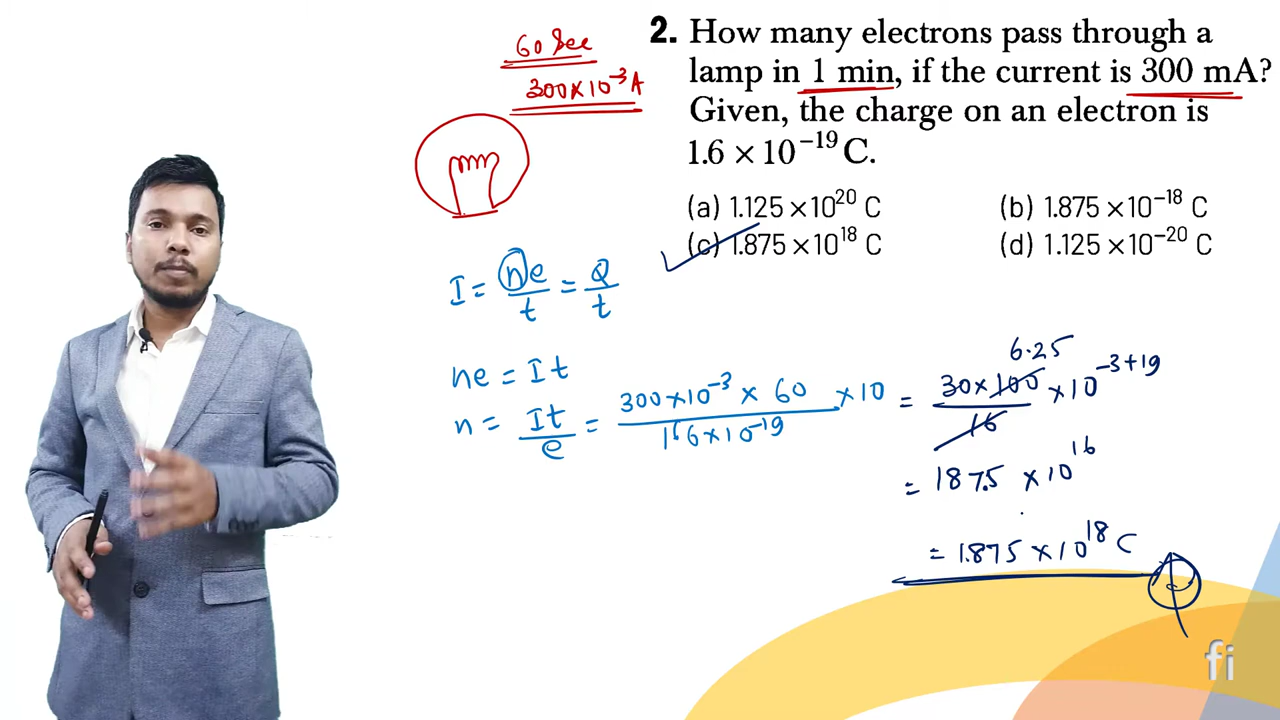 60 Sec
300×10⁻³A
2. How many electrons pass through a
lamp in 1 min, if the current is 300 mA?
Given, the charge on an electron is
1.6 × 10⁻¹⁹ C.
(a) 1.125 ×10²⁰ C (b) 1.875 ×10⁻¹⁸ C
(c) 1.875 ×10¹⁸ C (d) 1.125 ×10⁻²⁰ C
I = ne/t = Q/t
ne = It
n = It/e = 300×10⁻³ × 60/16×10⁻¹⁹ ×10 = 30×100/16 ×10⁻³⁺¹⁹
6.25
= 187.5 ×10¹⁶
= 1.875 ×10¹⁸ C
fi